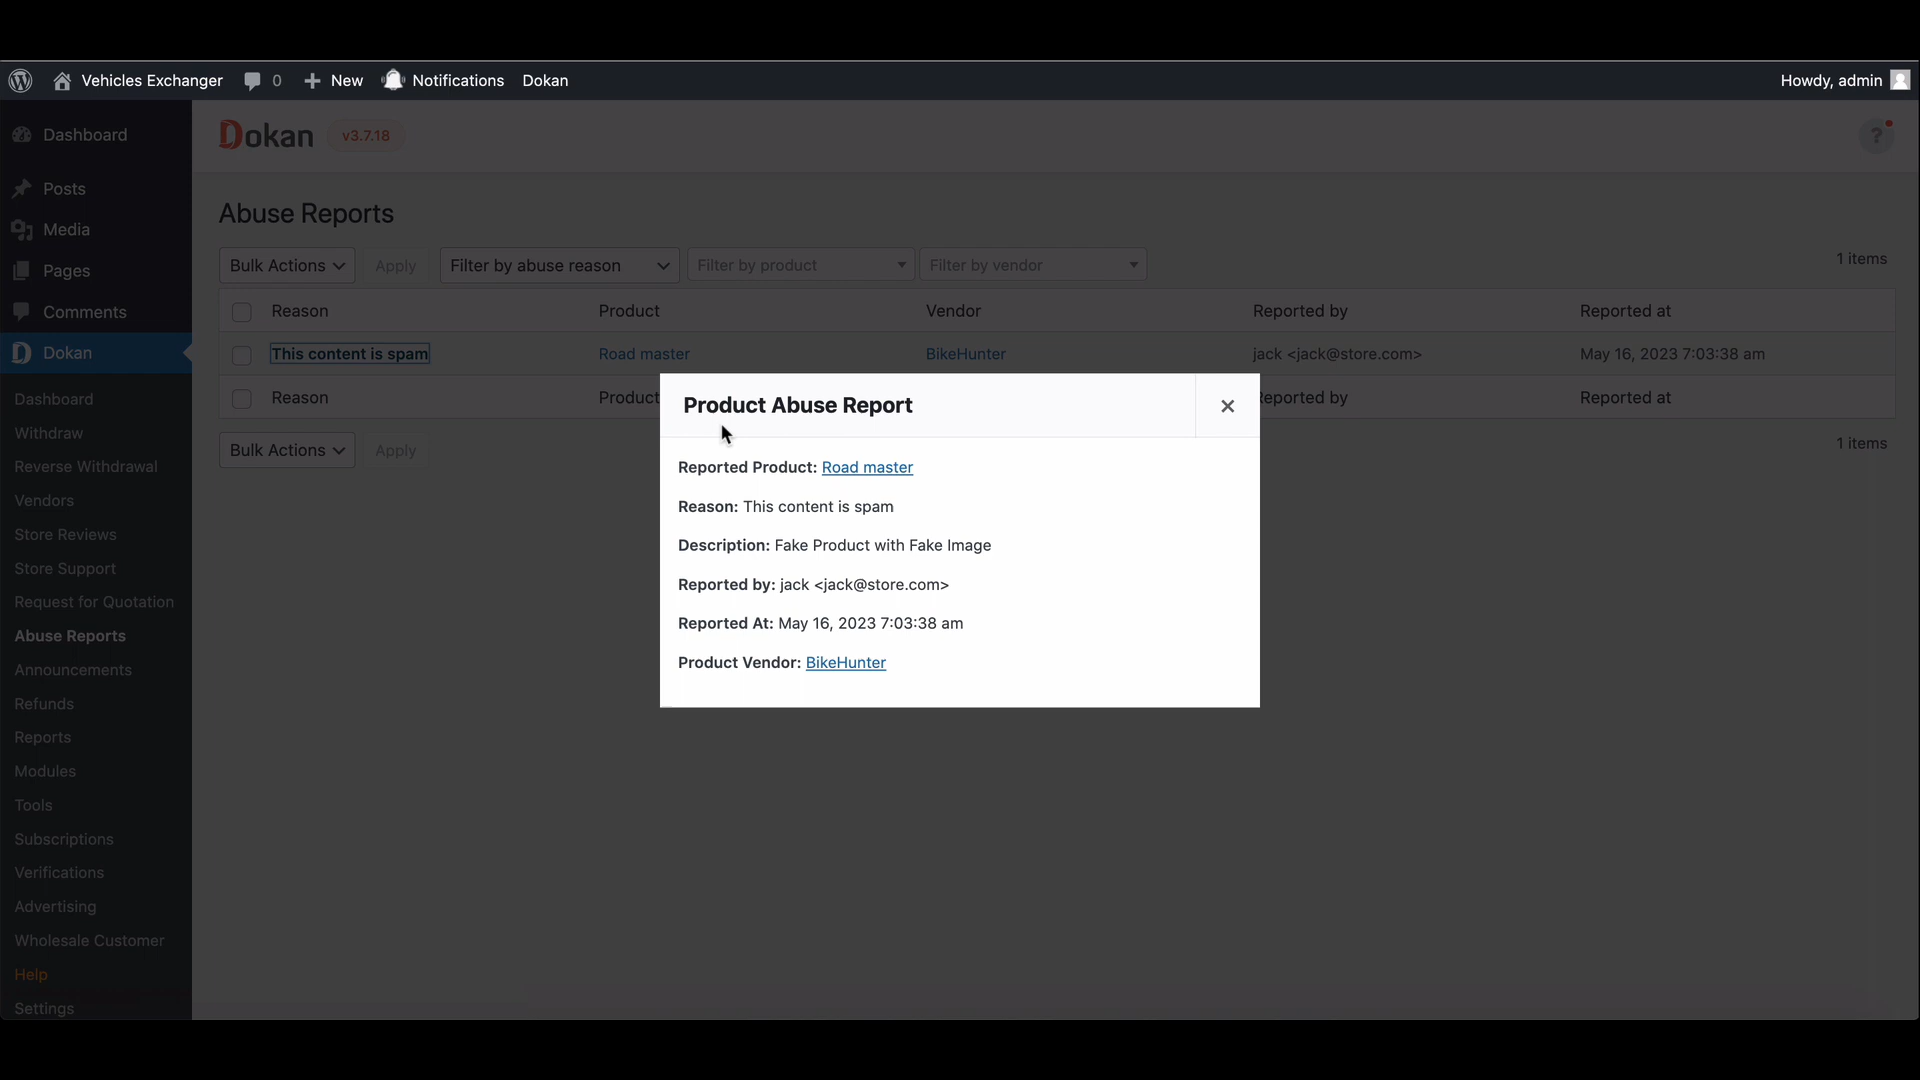 Vehicles Exchanger 0 New Notifications Dokan Howdy, admin
Dashboard
Posts
Media
Pages
Comments
Dokan
Dashboard
Withdraw
Reverse Withdrawal
Vendors
Store Reviews
Store Support
Request for Quotation
Abuse Reports
Announcements
Refunds
Reports
Modules
Tools
Subscriptions
Verifications
Advertising
Wholesale Customer
Help
Settings
Dokan v3.7.18 ?
Abuse Reports
Bulk Actions Apply Filter by abuse reason Filter by product Filter by vendor 1 items
Reason Product Vendor Reported by Reported at
This content is spam Road master BikeHunter jack <jack@store.com> May 16, 2023 7:03:38 am
Reason Product Reported by Reported at
Bulk Actions Apply 1 items
Product Abuse Report
Reported Product: Road master
Reason: This content is spam
Description: Fake Product with Fake Image
Reported by: jack <jack@store.com>
Reported At: May 16, 2023 7:03:38 am
Product Vendor: BikeHunter